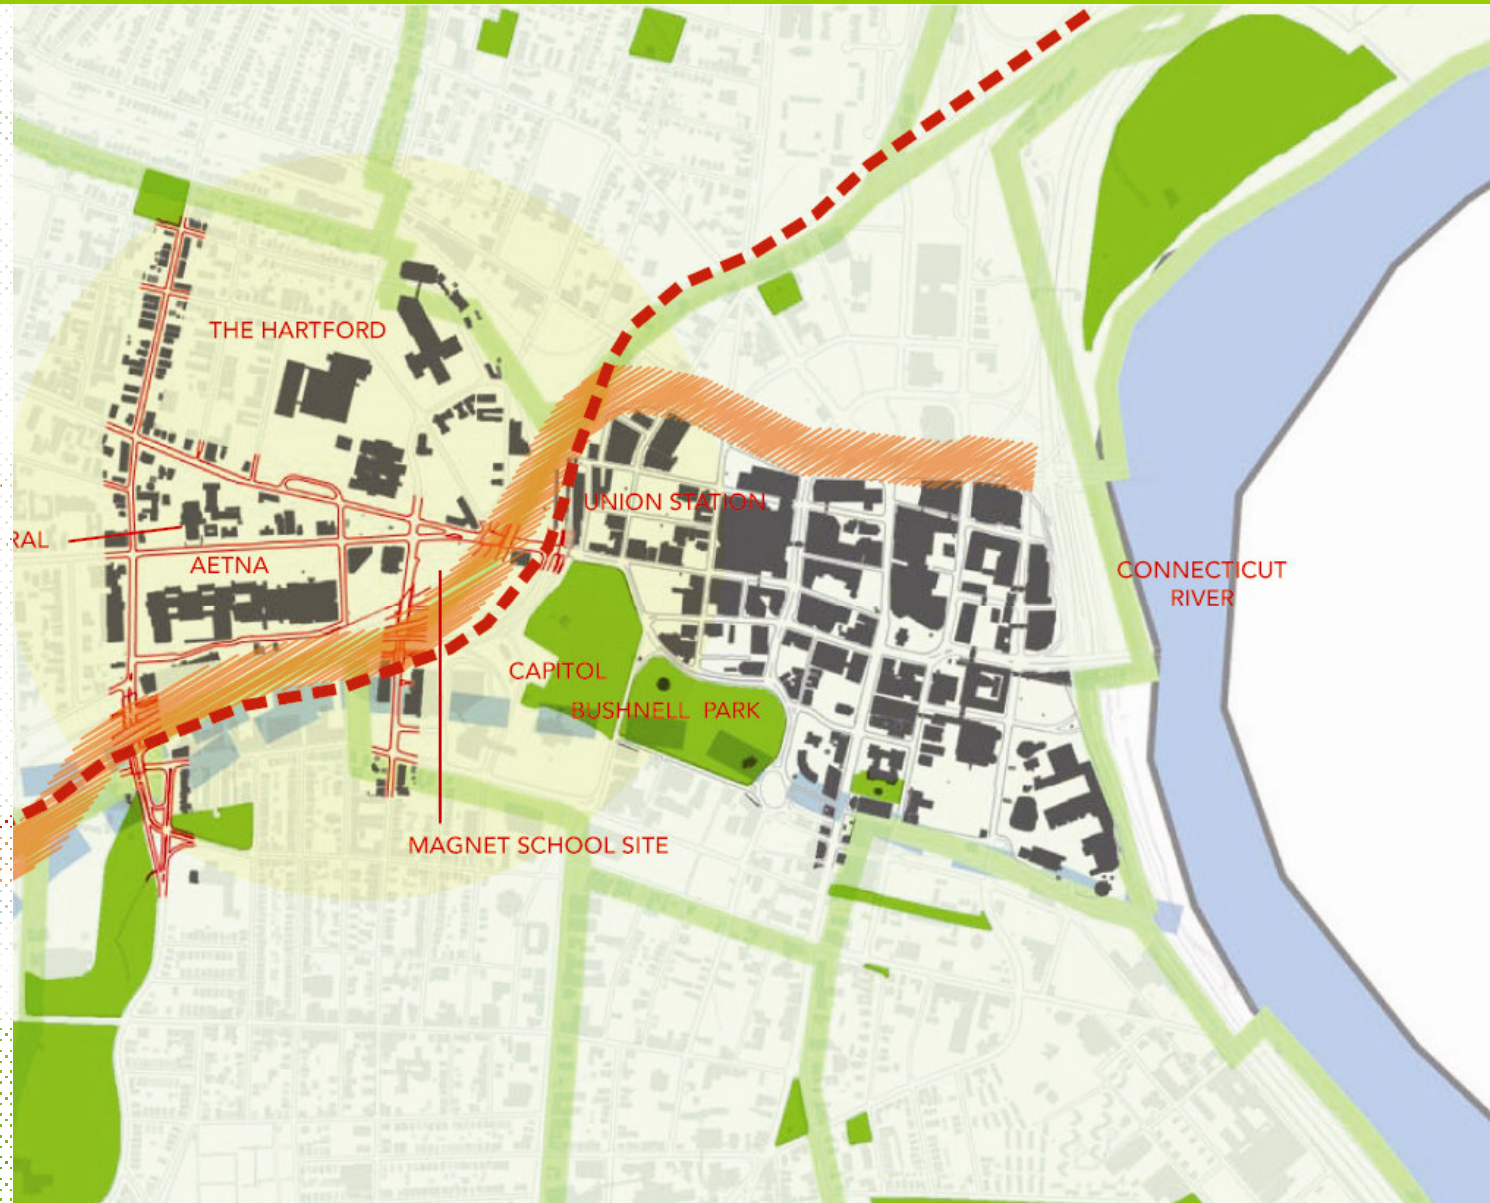 THE HARTFORD
UNION STATION
RAL
AETNA
CONNECTICUT
RIVER
CAPITOL
BUSHNELL PARK
MAGNET SCHOOL SITE